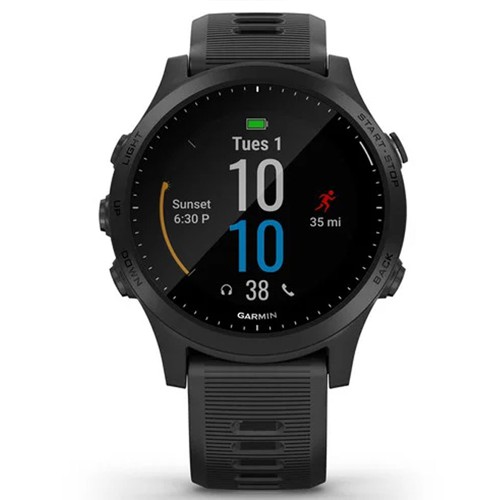 Tues 1
10
Sunset
6:30 P
10
35 mi
38
GARMIN
LIGHT
UP
DOWN
START·STOP
BACK